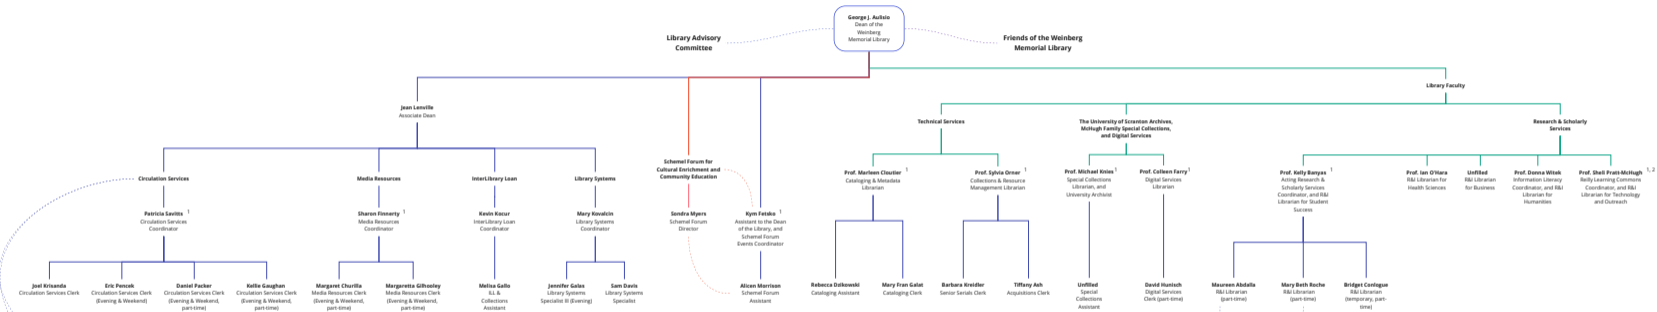 George J. Aulisio
Dean of the
Weinberg
Memorial Library
Library Advisory
Committee
Friends of the Weinberg
Memorial Library
Library Faculty
Jean Lenville
Associate Dean
Technical Services
The University of Scranton Archives,
McHugh Family Special Collections,
and Digital Services
Research & Scholarly
Services
Circulation Services
Media Resources
InterLibrary Loan
Library Systems
Schemel Forum for
Cultural Enrichment and
Community Education
Prof. Marleen Cloutier 1
Cataloging & Metadata
Librarian
Prof. Sylvia Orner 1
Collections & Resource
Management Librarian
Prof. Michael Knies 1
Special Collections
Librarian, and
University Archivist
Prof. Colleen Farry 1
Digital Services
Librarian
Prof. Kelly Banyas 1
Acting Research &
Scholarly Services
Coordinator, and R&I
Librarian for Student
Success
Prof. Ian O'Hara
R&I Librarian for
Health Sciences
Unfilled
R&I Librarian
for Business
Prof. Donna Witek
Information Literacy
Coordinator, and R&I
Librarian for
Humanities
Prof. Sheli Pratt-McHugh 1, 2
Reilly Learning Commons
Coordinator, and R&I
Librarian for Technology
and Outreach
Patricia Savitts 1
Circulation Services
Coordinator
Sharon Finnerty 1
Media Resources
Coordinator
Kevin Kocur
InterLibrary Loan
Coordinator
Mary Kovalcin
Library Systems
Coordinator
Sondra Myers
Schemel Forum
Director
Kym Fetsko 1
Assistant to the Dean
of the Library, and
Schemel Forum
Events Coordinator
Joel Krisanda
Circulation Services Clerk
Eric Pencek
Circulation Services Clerk
(Evening & Weekend)
Daniel Packer
Circulation Services Clerk
(Evening & Weekend,
part-time)
Kellie Gaughan
Circulation Services Clerk
(Evening & Weekend,
part-time)
Margaret Churilla
Media Resources Clerk
(Evening & Weekend,
part-time)
Margaretta Gilhooley
Media Resources Clerk
(Evening & Weekend,
part-time)
Melisa Gallo
ILL &
Collections
Assistant
Jennifer Galas
Library Systems
Specialist III (Evening)
Sam Davis
Library Systems
Specialist
Alicen Morrison
Schemel Forum
Assistant
Rebecca Dzikowski
Cataloging Assistant
Mary Fran Galat
Cataloging Clerk
Barbara Kreidler
Senior Serials Clerk
Tiffany Ash
Acquisitions Clerk
Unfilled
Special
Collections
Assistant
David Hunisch
Digital Services
Clerk (part-time)
Maureen Abdalla
R&I Librarian
(part-time)
Mary Beth Roche
R&I Librarian
(part-time)
Bridget Conlogue
R&I Librarian
(temporary, part-
time)